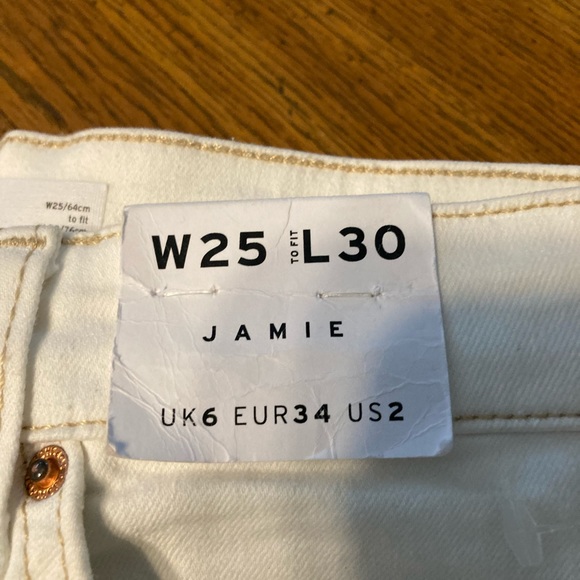 W25/64cm
to fit
W25 TO FIT L30
JAMIE
UK6 EUR34 US2